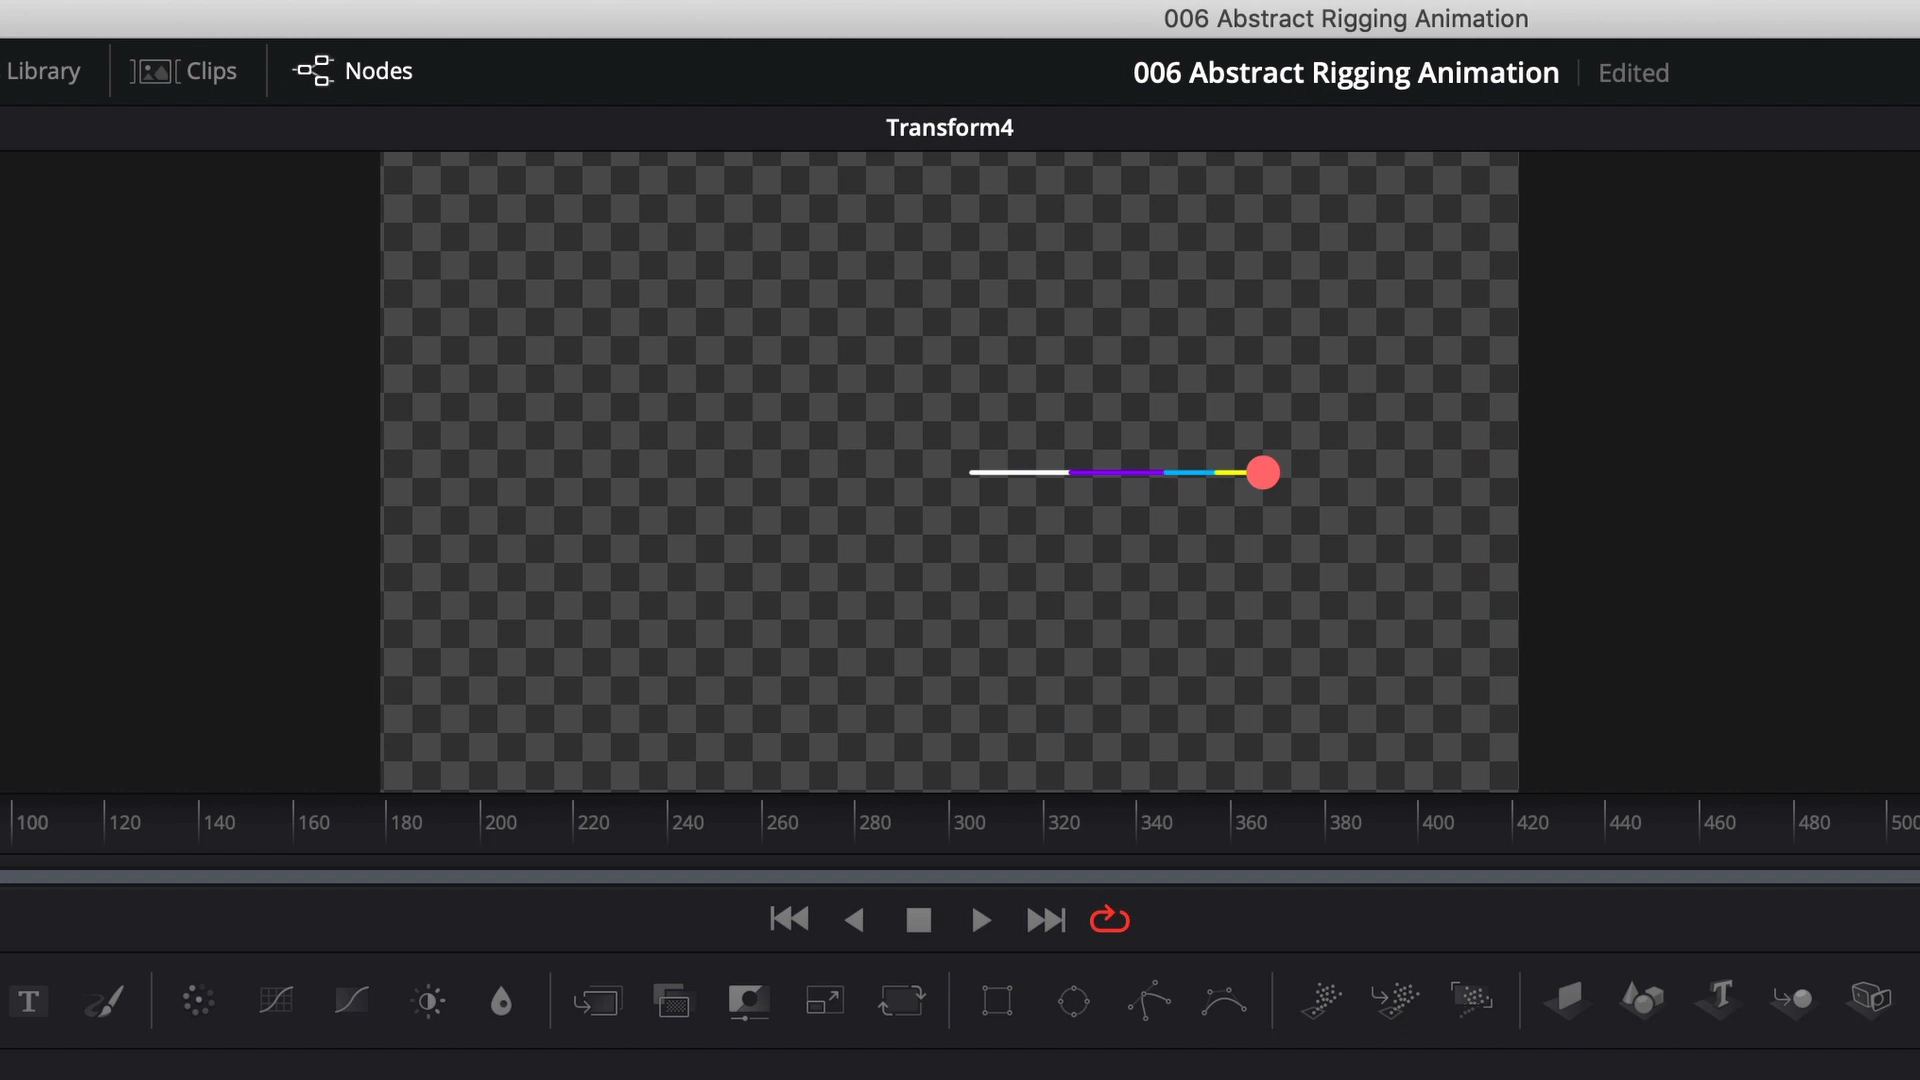 006 Abstract Rigging Animation
Library
Clips
Nodes
006 Abstract Rigging Animation
Edited
Transform4
100 120 140 160 180 200 220 240 260 280 300 320 340 360 380 400 420 440 460 480 500
T